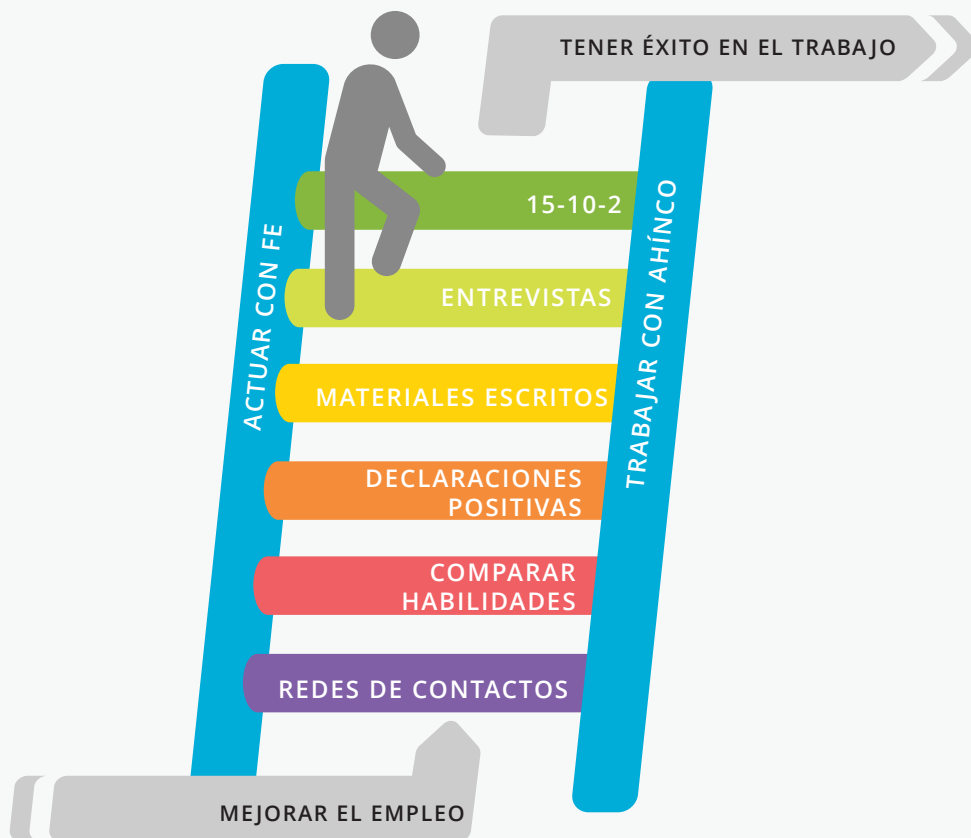 TENER ÉXITO EN EL TRABAJO
15-10-2
ENTREVISTAS
MATERIALES ESCRITOS
DECLARACIONES
POSITIVAS
COMPARAR
HABILIDADES
REDES DE CONTACTOS
ACTUAR CON FE
TRABAJAR CON AHÍNCO
MEJORAR EL EMPLEO